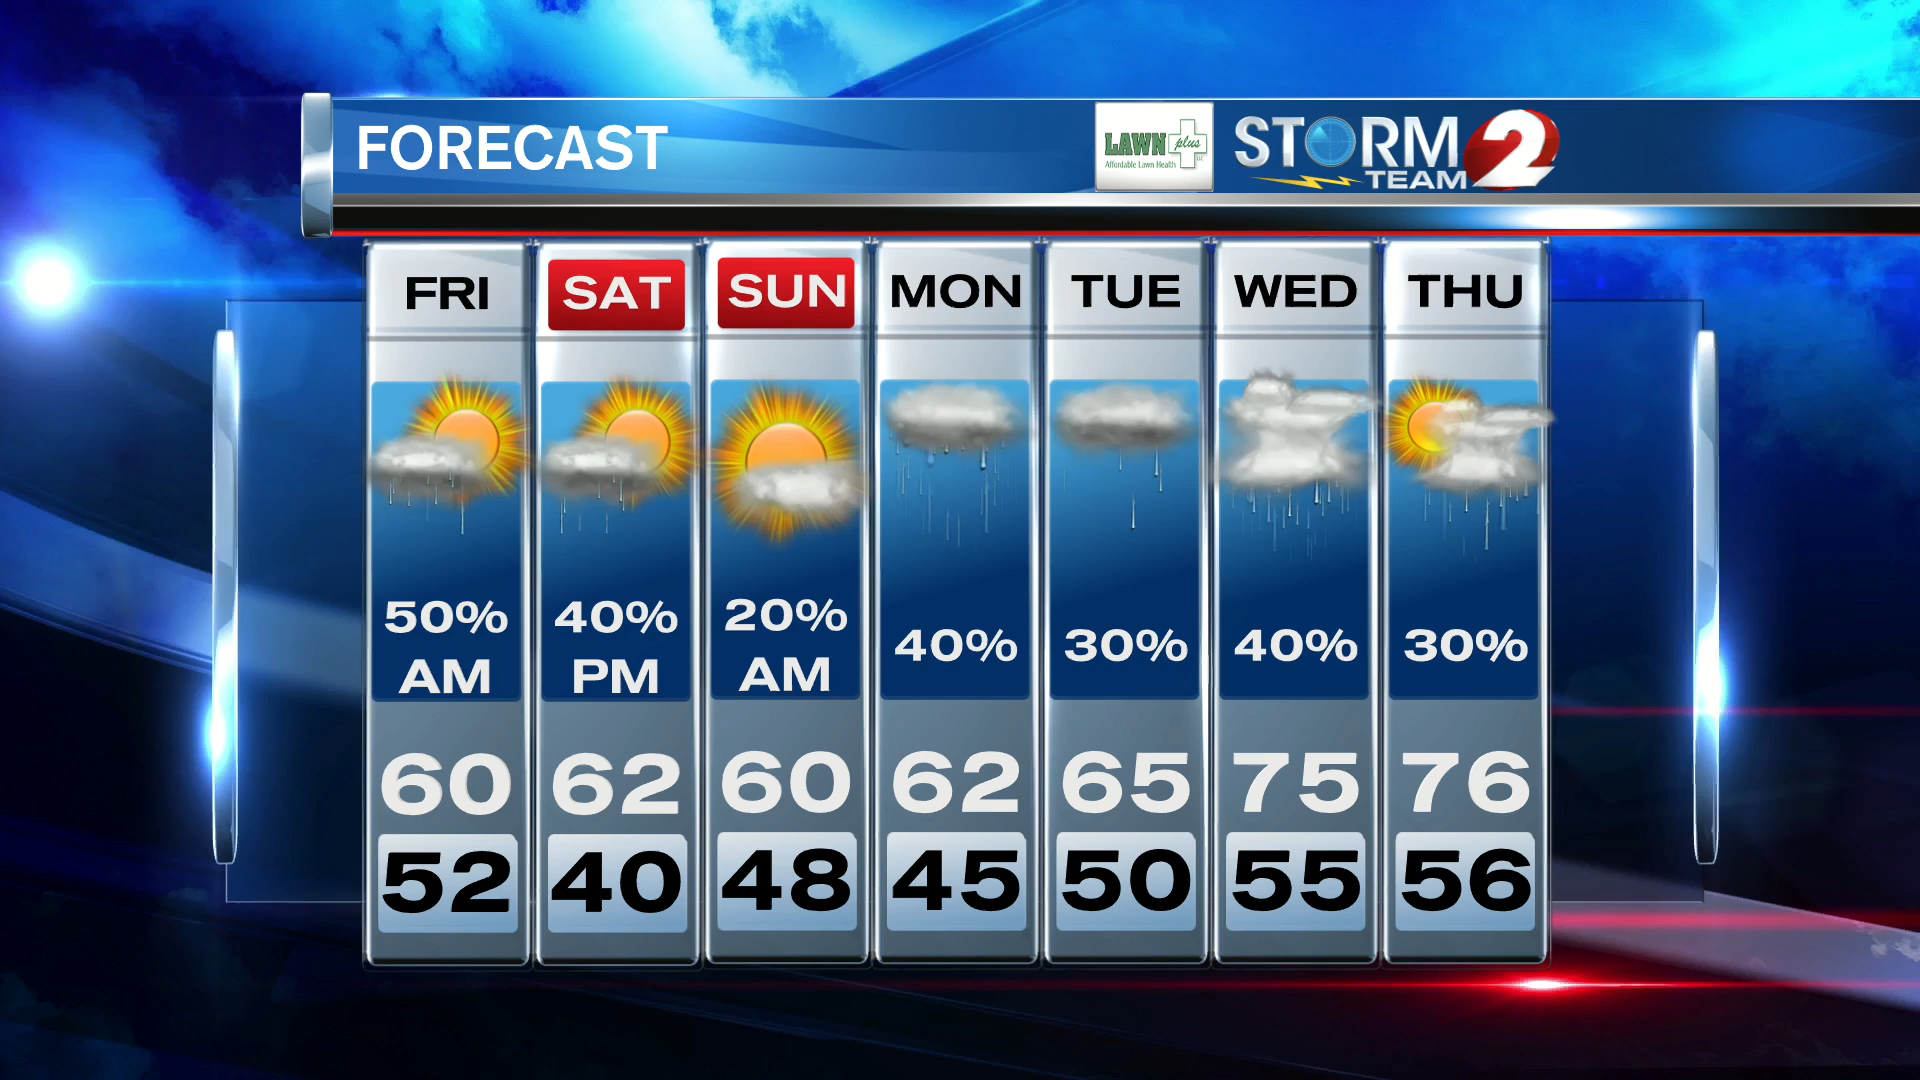 FORECAST
LAWN plus
Affordable Lawn Health
STORM
TEAM 2
FRI SAT SUN MON TUE WED THU
50% 40% 20% 40% 30% 40% 30%
AM PM AM
60 62 60 62 65 75 76
52 40 48 45 50 55 56